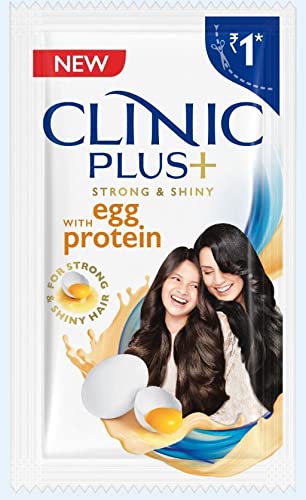 NEW
₹1*
CLINIC
PLUS+
STRONG & SHINY
WITH egg
protein
FOR STRONG
& SHINY HAIR